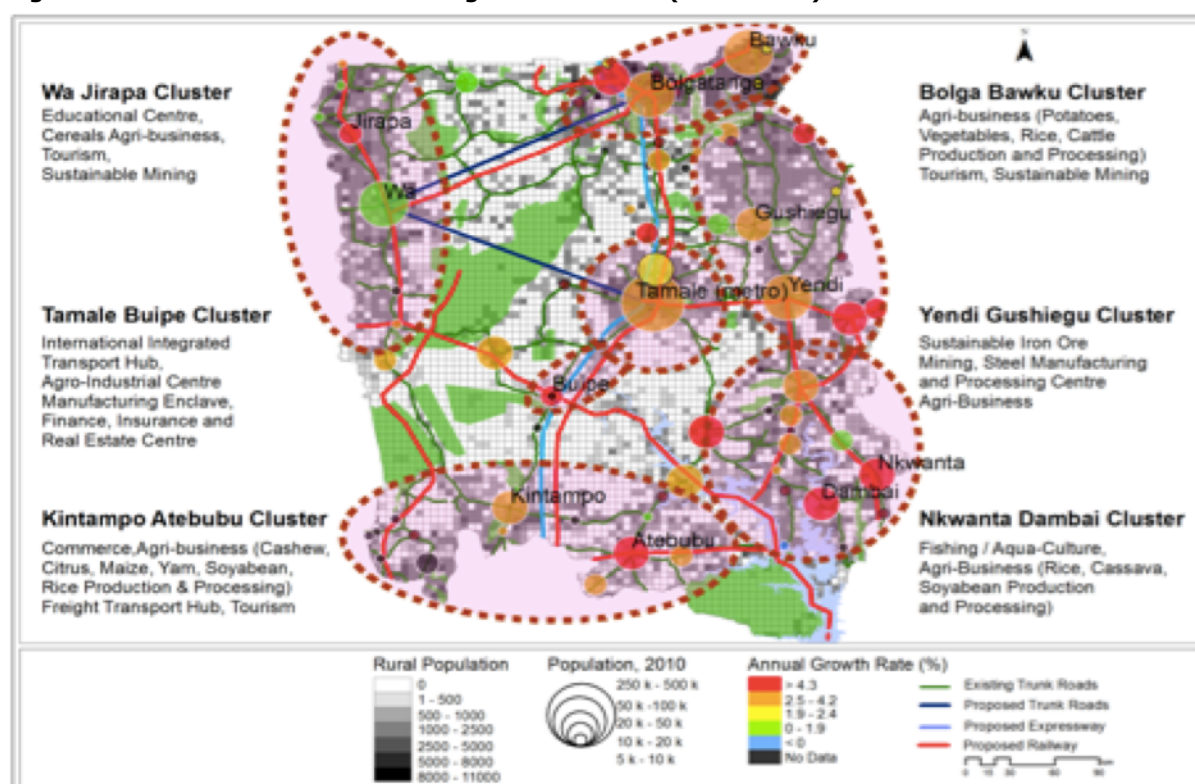 Wa Jirapa Cluster
Educational Centre,
Cereals Agri-business,
Tourism,
Sustainable Mining
Tamale Buipe Cluster
International Integrated
Transport Hub,
Agro-Industrial Centre
Manufacturing Enclave,
Finance, Insurance and
Real Estate Centre
Kintampo Atebubu Cluster
Commerce,Agri-business (Cashew,
Citrus, Maize, Yam, Soyabean,
Rice Production & Processing)
Freight Transport Hub, Tourism
Bawku
Bolgatanga
Jirapa
Wa
Gushiegu
Tamale (metro)
Yendi
Buipe
Nkwanta
Dambai
Kintampo
Atebubu
Bolga Bawku Cluster
Agri-business (Potatoes,
Vegetables, Rice, Cattle
Production and Processing)
Tourism, Sustainable Mining
Yendi Gushiegu Cluster
Sustainable Iron Ore
Mining, Steel Manufacturing
and Processing Centre
Agri-Business
Nkwanta Dambai Cluster
Fishing / Aqua-Culture,
Agri-Business (Rice, Cassava,
Soyabean Production
and Processing)
Rural Population
0
1 - 500
500 - 1000
1000 - 2500
2500 - 5000
5000 - 8000
8000 - 11000
Population, 2010
250 k - 500 k
50 k -100 k
20 k - 50 k
10 k - 20 k
5 k - 10 k
Annual Growth Rate (%)
> 4.3
2.5 - 4.2
1.9 - 2.4
0 - 1.9
< 0
No Data
Existing Trunk Roads
Proposed Trunk Roads
Proposed Expressway
Proposed Railway
0 15 30 60 90